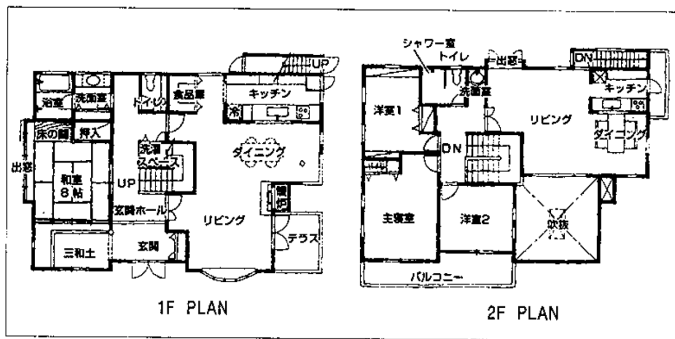 UP
キッチン
浴室
洗面室
トイレ
食品庫
冷
床の間
押入
洗濯
スペース
ダイニング
出窓
和室
8帖
UP
玄関ホール
リビング
暖炉
テラス
三和土
玄関
1F PLAN
シャワー室
トイレ
出窓
DN
洗面室
キッチン
洋室1
リビング
ダイニング
DN
主寝室
洋室2
吹抜
バルコニー
2F PLAN